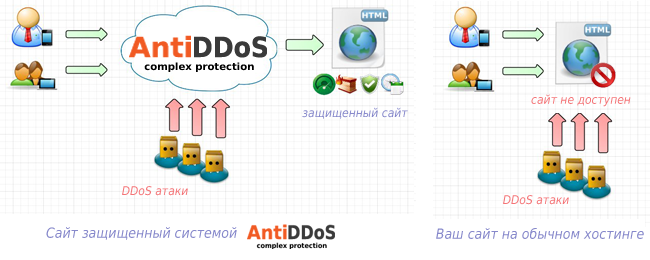 HTML
AntiDDoS
complex protection
защищенный сайт
DDoS атаки
Сайт защищенный системой AntiDDoS
complex protection
HTML
сайт не доступен
DDoS атаки
Ваш сайт на обычном хостинге